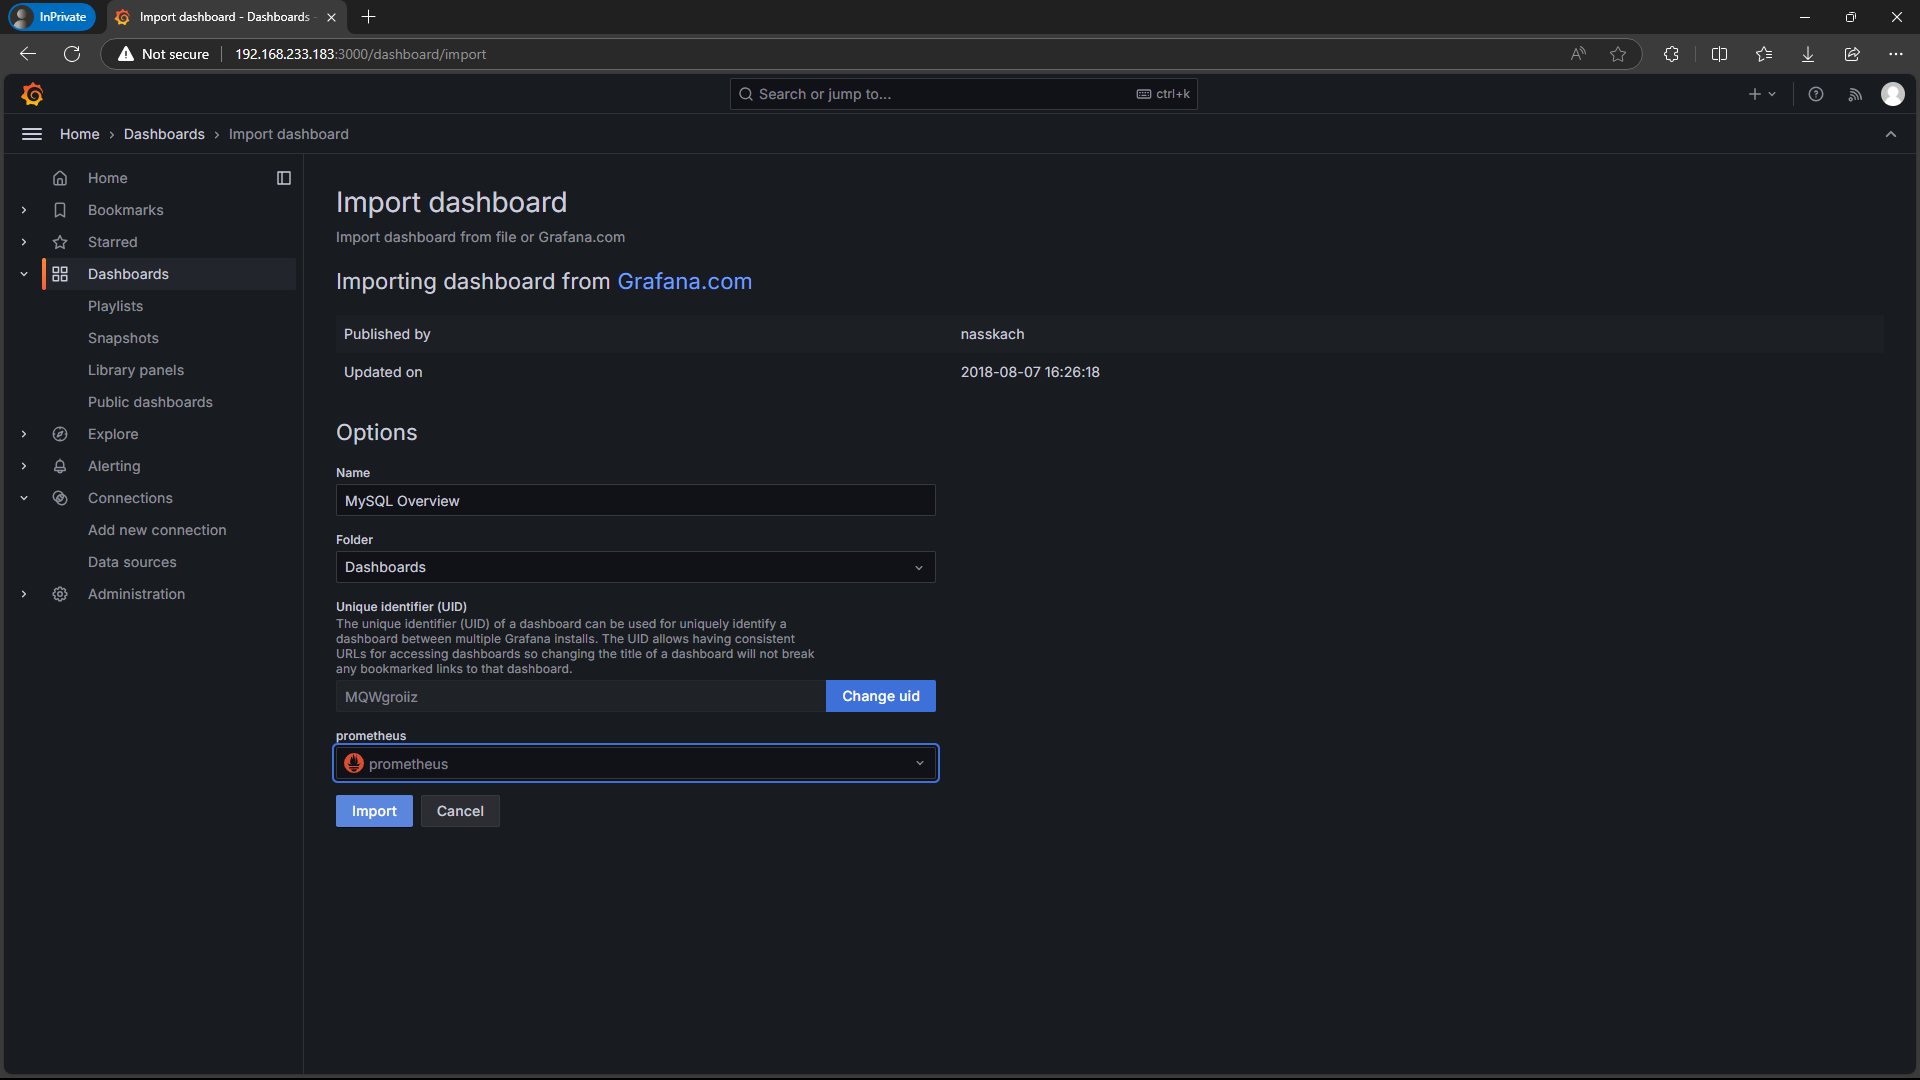 InPrivate
Import dashboard - Dashboards -
Not secure
192.168.233.183:3000/dashboard/import
Search or jump to...
ctrl+k
Home
Dashboards
Import dashboard
Home
Bookmarks
Starred
Dashboards
Playlists
Snapshots
Library panels
Public dashboards
Explore
Alerting
Connections
Add new connection
Data sources
Administration
Import dashboard
Import dashboard from file or Grafana.com
Importing dashboard from Grafana.com
Published by nasskach
Updated on 2018-08-07 16:26:18
Options
Name
MySQL Overview
Folder
Dashboards
Unique identifier (UID)
The unique identifier (UID) of a dashboard can be used for uniquely identify a
dashboard between multiple Grafana installs. The UID allows having consistent
URLs for accessing dashboards so changing the title of a dashboard will not break
any bookmarked links to that dashboard.
MQWgroiiz
Change uid
prometheus
prometheus
Import
Cancel